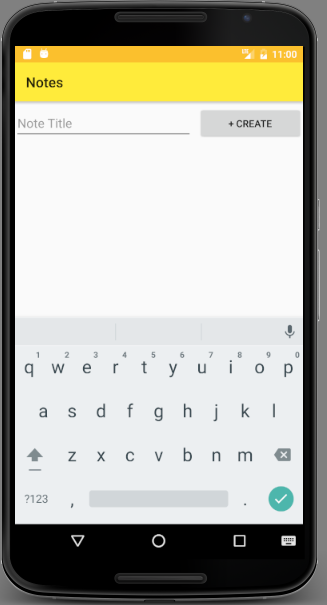 11:00
Notes
Note Title
+ CREATE
1 2 3 4 5 6 7 8 9 0
q w e r t y u i o p
a s d f g h j k l
z x c v b n m
?123 , .